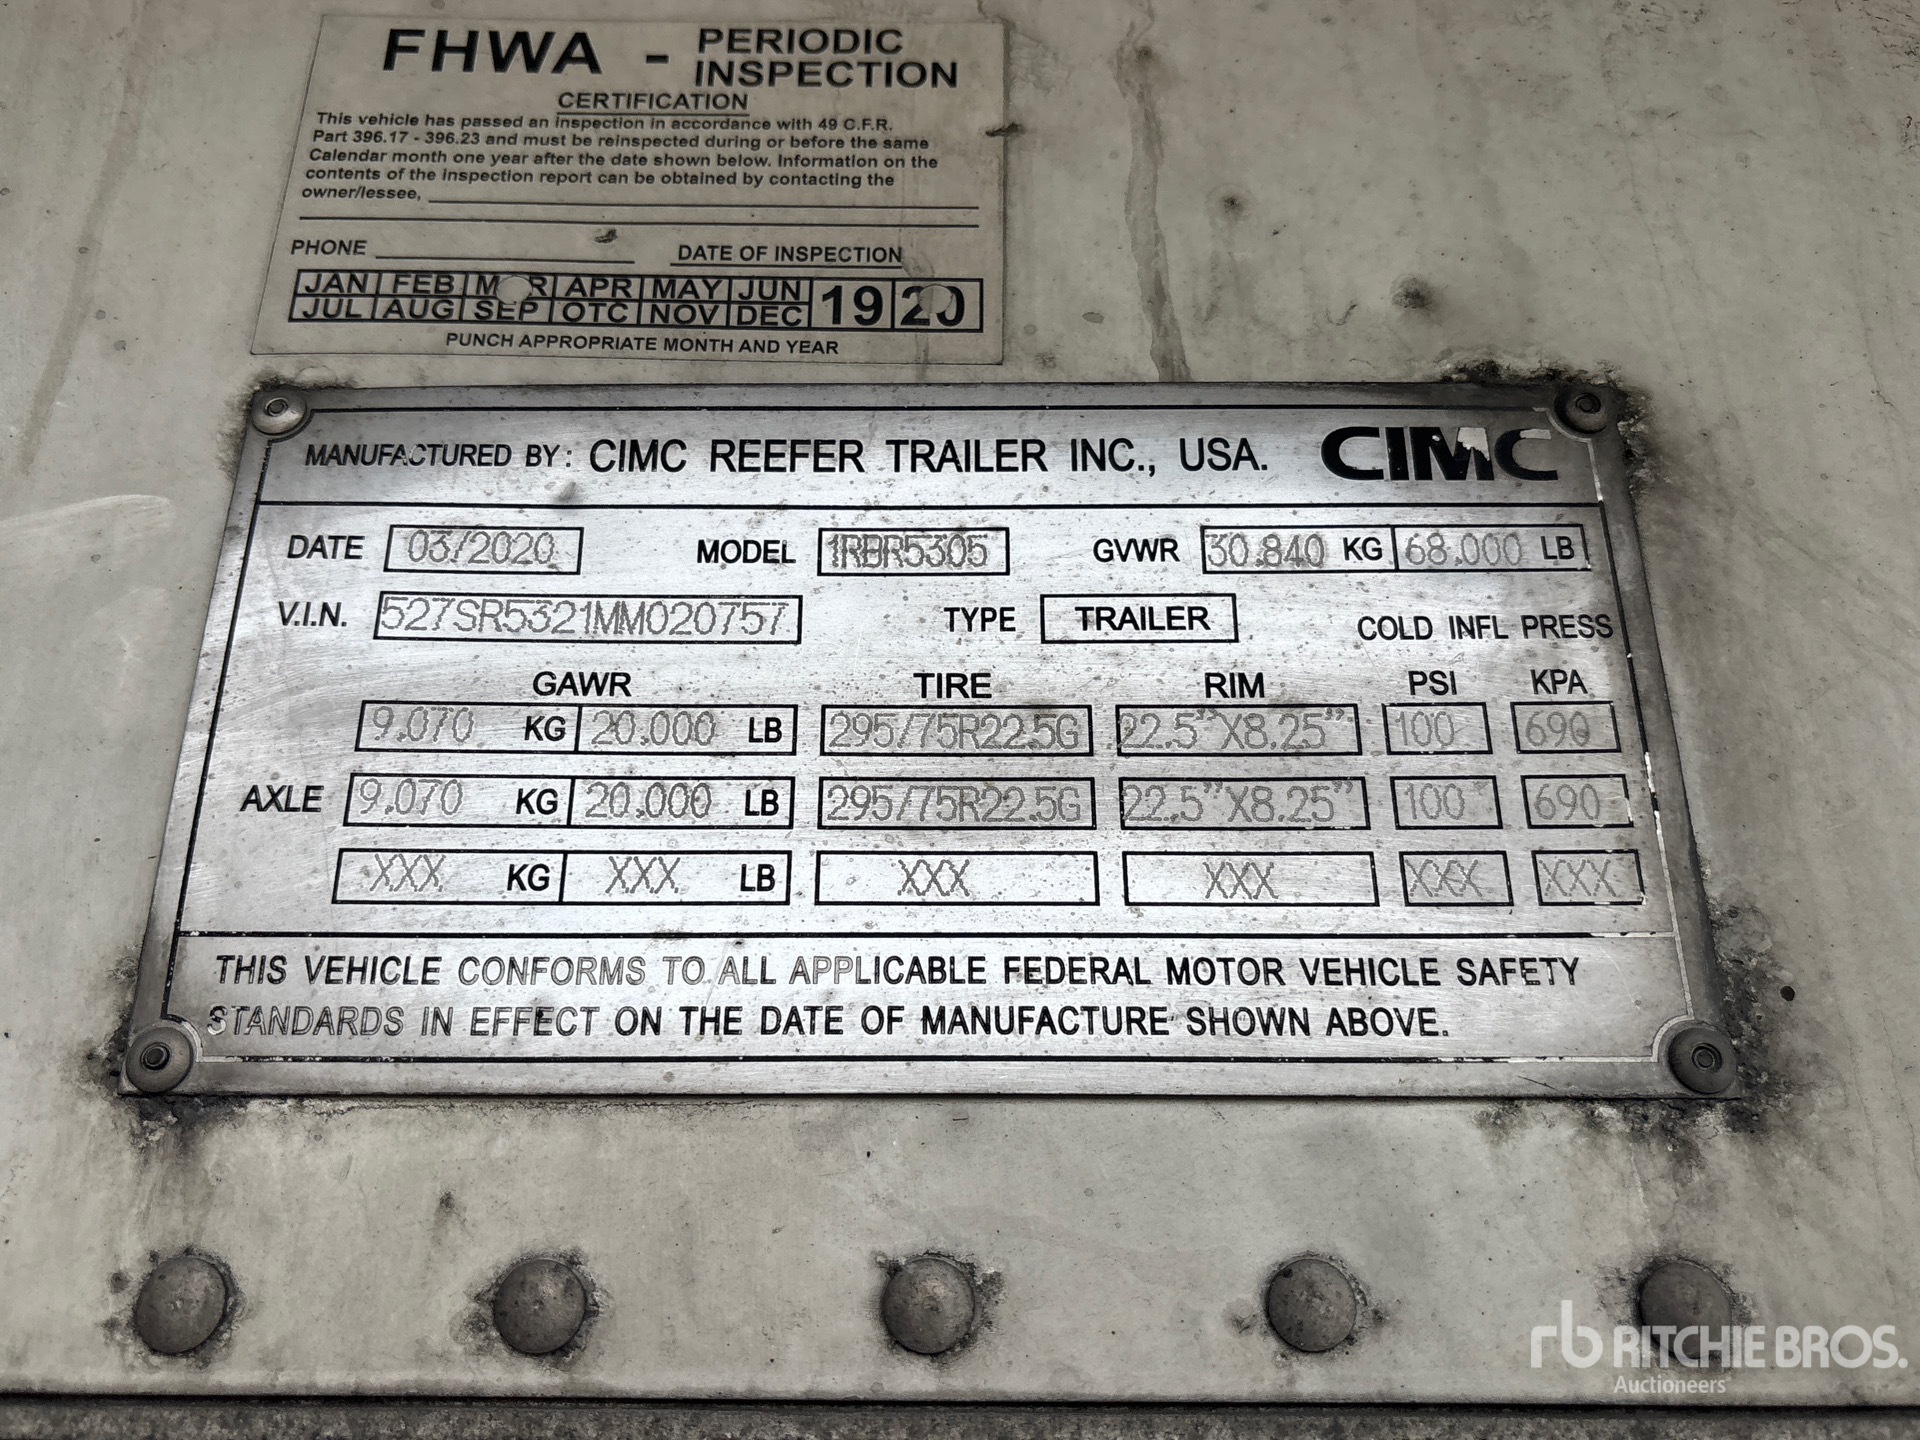 FHWA - PERIODIC INSPECTION
CERTIFICATION
This vehicle has passed an inspection in accordance with 49 C.F.R.
Part 396.17 - 396.23 and must be reinspected during or before the same
Calendar month one year after the date shown below. Information on the
contents of the inspection report can be obtained by contacting the
owner/lessee,
PHONE DATE OF INSPECTION
JAN FEB MAR APR MAY JUN 19 20
JUL AUG SEP OTC NOV DEC
PUNCH APPROPRIATE MONTH AND YEAR
MANUFACTURED BY: CIMC REEFER TRAILER INC., USA. CIMC
DATE 03/2020 MODEL 1RBR5305 GVWR 30.840 KG 68.000 LB
V.I.N. 527SR5321MM020757 TYPE TRAILER COLD INFL PRESS
GAWR TIRE RIM PSI KPA
9.070 KG 20.000 LB 295/75R22.5G 22.5"X8.25" 100 690
AXLE 9.070 KG 20.000 LB 295/75R22.5G 22.5"X8.25" 100 690
XXX KG XXX LB XXX XXX XXX XXX
THIS VEHICLE CONFORMS TO ALL APPLICABLE FEDERAL MOTOR VEHICLE SAFETY
STANDARDS IN EFFECT ON THE DATE OF MANUFACTURE SHOWN ABOVE.
rb RITCHIE BROS.
Auctioneers